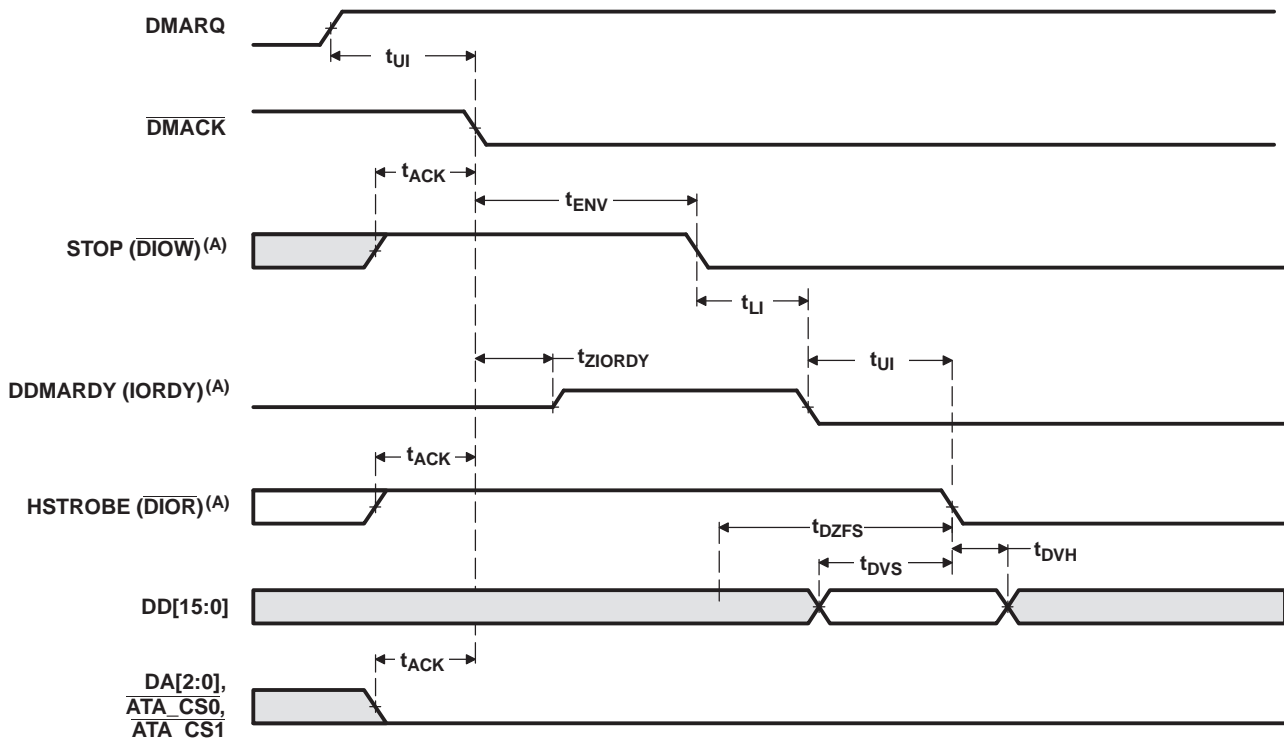 DMARQ
tUI
DMACK
tACK
tENV
STOP (DIOW)(A)
tLI
tZIORDY
tUI
DDMARDY (IORDY)(A)
tACK
HSTROBE (DIOR)(A)
tDZFS
tDVS
tDVH
DD[15:0]
tACK
DA[2:0],
ATA_CS0,
ATA_CS1